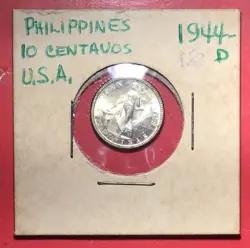 PHILIPPINES
10 CENTAVOS
U.S.A.
1944-
D